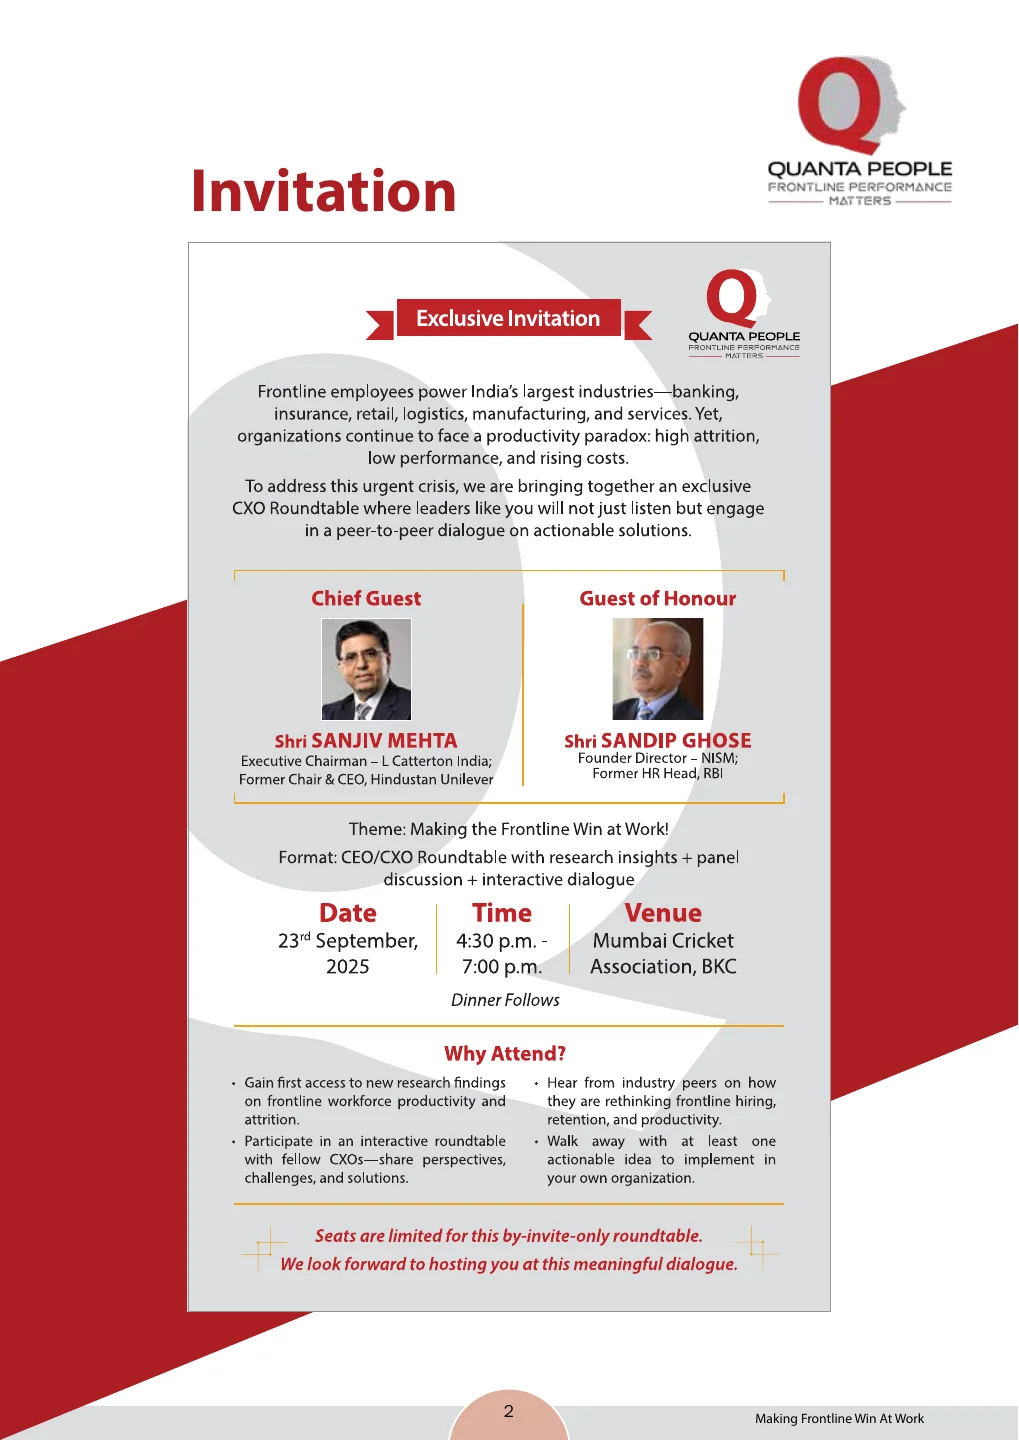 QUANTA PEOPLE
FRONTLINE PERFORMANCE
MATTERS
Invitation
Exclusive Invitation
QUANTA PEOPLE
FRONTLINE PERFORMANCE
MATTERS
Frontline employees power India's largest industries—banking,
insurance, retail, logistics, manufacturing, and services. Yet,
organizations continue to face a productivity paradox: high attrition,
low performance, and rising costs.
To address this urgent crisis, we are bringing together an exclusive
CXO Roundtable where leaders like you will not just listen but engage
in a peer-to-peer dialogue on actionable solutions.
Chief Guest
Shri SANJIV MEHTA
Executive Chairman – L Catterton India;
Former Chair & CEO, Hindustan Unilever
Guest of Honour
Shri SANDIP GHOSE
Founder Director – NISM;
Former HR Head, RBI
Theme: Making the Frontline Win at Work!
Format: CEO/CXO Roundtable with research insights + panel
discussion + interactive dialogue
Date
23rd September,
2025
Time
4:30 p.m. -
7:00 p.m.
Venue
Mumbai Cricket
Association, BKC
Dinner Follows
Why Attend?
• Gain first access to new research findings
on frontline workforce productivity and
attrition.
• Participate in an interactive roundtable
with fellow CXOs—share perspectives,
challenges, and solutions.
• Hear from industry peers on how
they are rethinking frontline hiring,
retention, and productivity.
• Walk away with at least one
actionable idea to implement in
your own organization.
Seats are limited for this by-invite-only roundtable.
We look forward to hosting you at this meaningful dialogue.
2
Making Frontline Win At Work